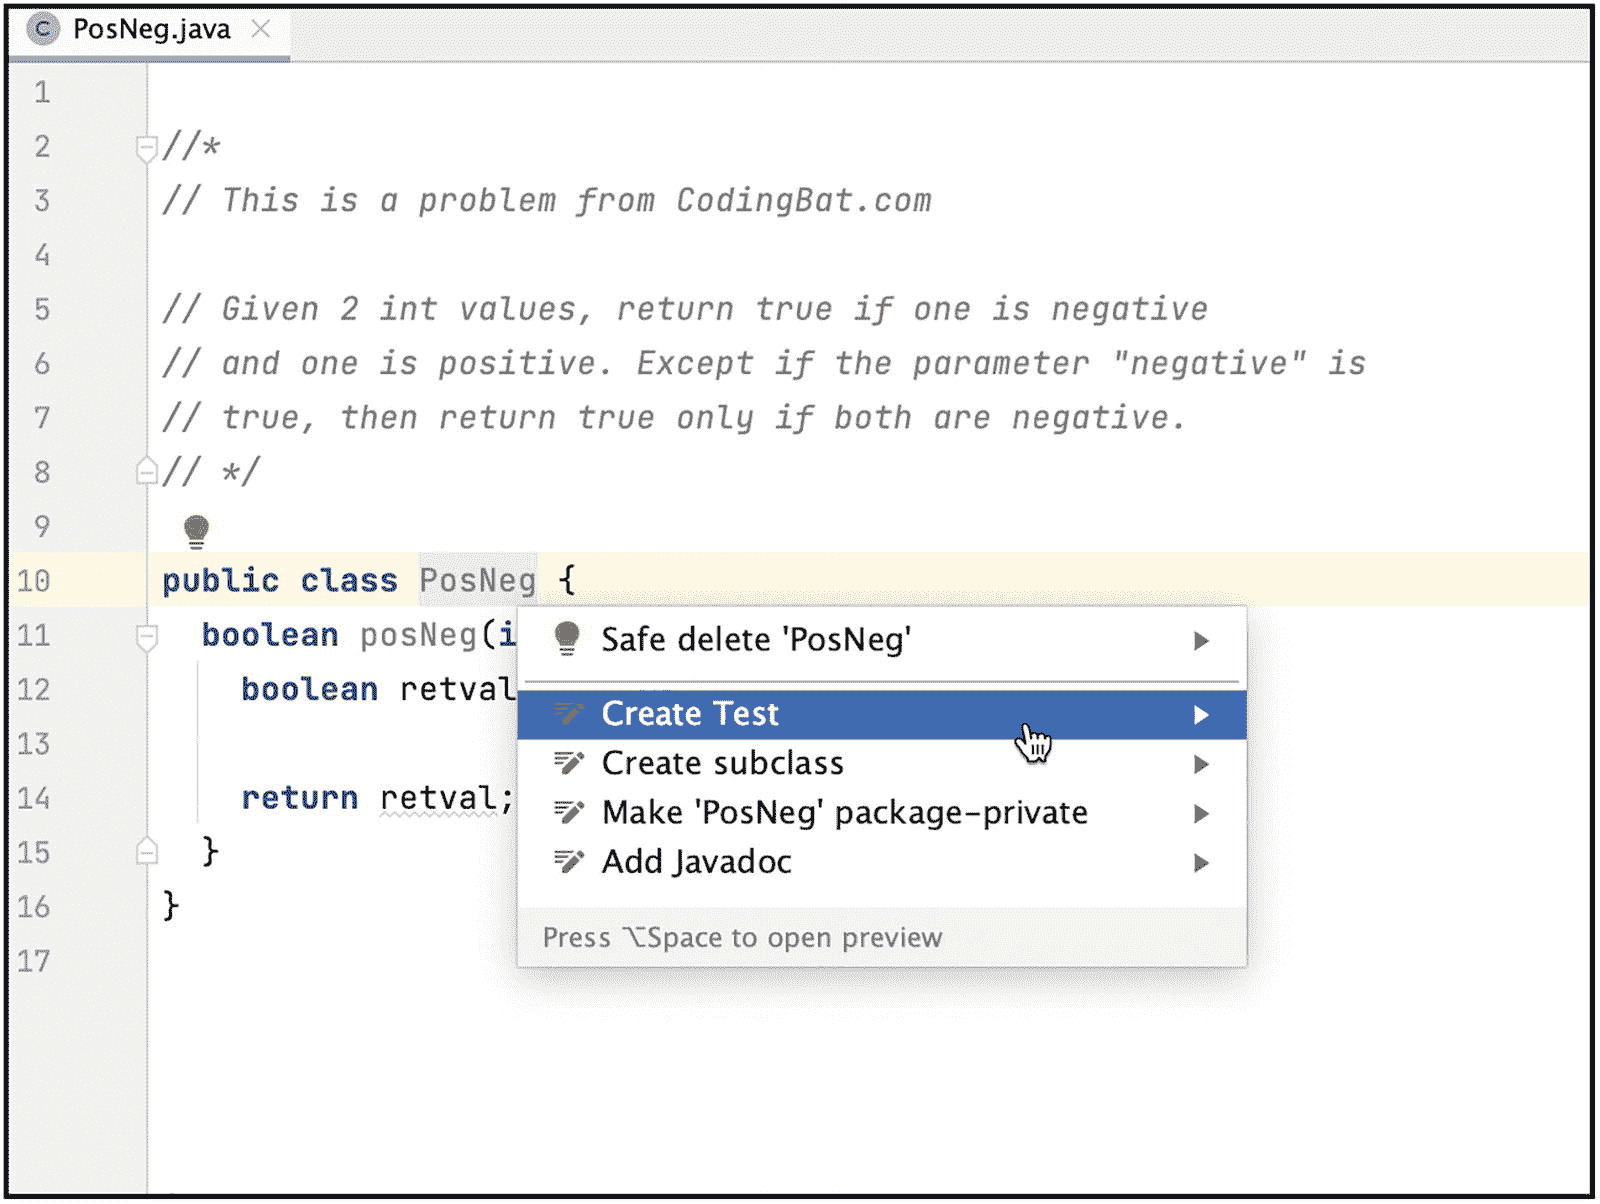 C PosNeg.java
1
2 //*
3 // This is a problem from CodingBat.com
4
5 // Given 2 int values, return true if one is negative
6 // and one is positive. Except if the parameter "negative" is
7 // true, then return true only if both are negative.
8 // */
9
10 public class PosNeg {
11 boolean posNeg(i
Safe delete 'PosNeg'
12 boolean retval
Create Test
13
Create subclass
14 return retval;
Make 'PosNeg' package-private
15 }
Add Javadoc
16 }
Press ⌥Space to open preview
17